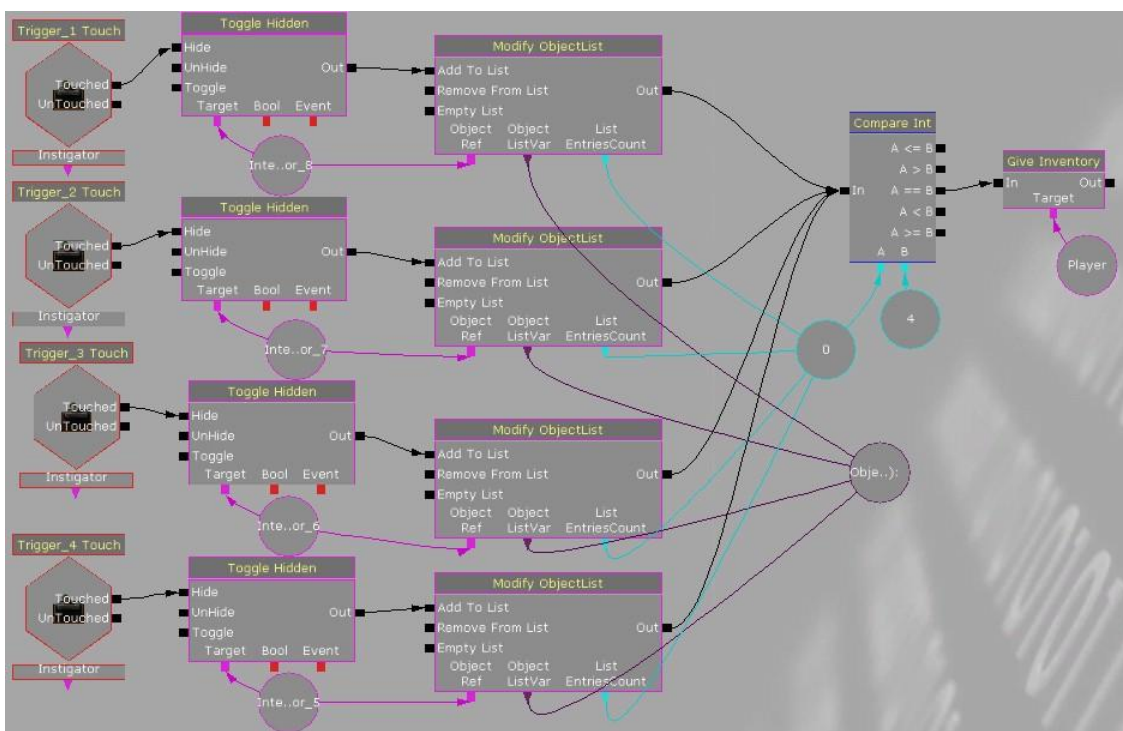 Trigger_1 Touch
Touched
UnTouched
Instigator
Toggle Hidden
Hide
UnHide
Toggle
Out
Target Bool Event
Inte..or_8
Modify ObjectList
Add To List
Remove From List
Empty List
Out
Object Object List
Ref ListVar EntriesCount
Trigger_2 Touch
Touched
UnTouched
Instigator
Toggle Hidden
Hide
UnHide
Toggle
Out
Target Bool Event
Inte..or_7
Modify ObjectList
Add To List
Remove From List
Empty List
Out
Object Object List
Ref ListVar EntriesCount
Trigger_3 Touch
Touched
UnTouched
Instigator
Toggle Hidden
Hide
UnHide
Toggle
Out
Target Bool Event
Inte..or_6
Modify ObjectList
Add To List
Remove From List
Empty List
Out
Object Object List
Ref ListVar EntriesCount
Trigger_4 Touch
Touched
UnTouched
Instigator
Toggle Hidden
Hide
UnHide
Toggle
Out
Target Bool Event
Inte..or_5
Modify ObjectList
Add To List
Remove From List
Empty List
Out
Object Object List
Ref ListVar EntriesCount
Compare Int
In
A <= B
A > B
A == B
A < B
A >= B
A B
0
4
Obje..):
Give Inventory
In Out
Target
Player